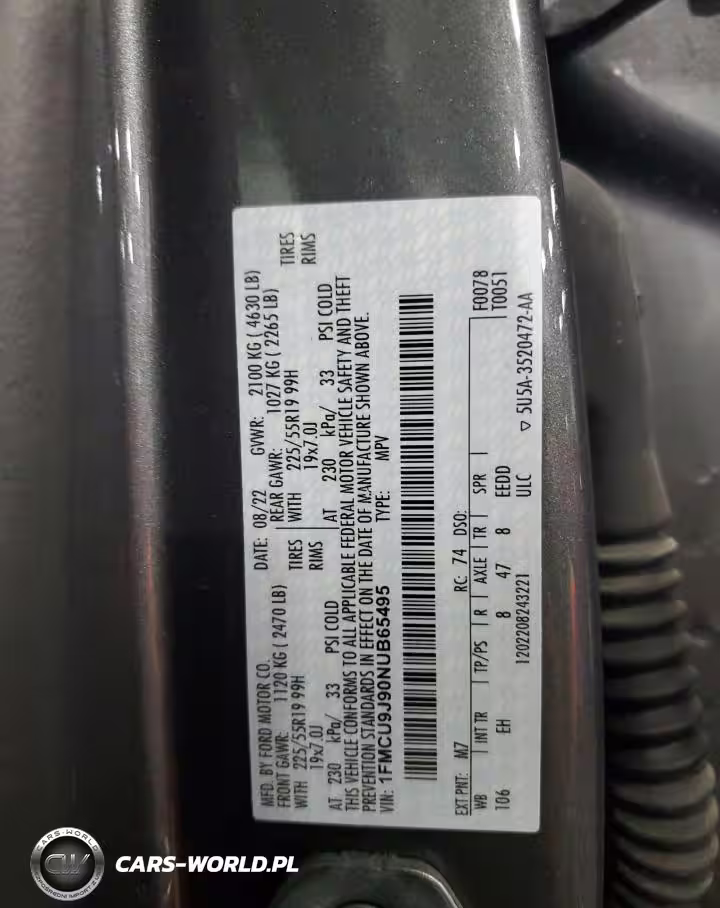 MFD. BY FORD MOTOR CO.
DATE: 08/22 GVWR: 2100 KG ( 4630 LB)
FRONT GAWR: 1120 KG ( 2470 LB) REAR GAWR: 1027 KG ( 2265 LB)
WITH 225/55R19 99H TIRES WITH 225/55R19 99H TIRES
19x7.0J RIMS 19x7.0J RIMS
AT 230 kPa/ 33 PSI COLD AT 230 kPa/ 33 PSI COLD
THIS VEHICLE CONFORMS TO ALL APPLICABLE FEDERAL MOTOR VEHICLE SAFETY AND THEFT
PREVENTION STANDARDS IN EFFECT ON THE DATE OF MANUFACTURE SHOWN ABOVE.
VIN: 1FMCU9J90NUB65495 TYPE: MPV
EXT PNT: M7 RC: 74 DSO: F0078
WB INT TR TP/PS R AXLE TR SPR T0051
106 EH 8 47 8 EEDD
1202208243221 ULC ▽ 5U5A-3520472-AA
CARS-WORLD.PL